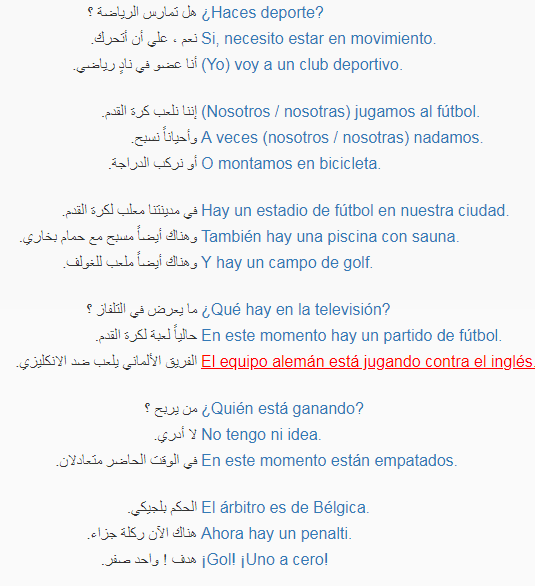 هل تمارس الرياضة ؟ ¿Haces deporte?
نعم ، علي أن أتحرك. Si, necesito estar en movimiento.
أنا عضو في نادٍ رياضي. (Yo) voy a un club deportivo.
إننا نلعب كرة القدم. (Nosotros / nosotras) jugamos al fútbol.
وأحياناً نسبح. A veces (nosotros / nosotras) nadamos.
أو نركب الدراجة. O montamos en bicicleta.
في مدينتنا معلب لكرة القدم. Hay un estadio de fútbol en nuestra ciudad.
وهناك أيضاً مسبح مع حمام بخاري. También hay una piscina con sauna.
وهناك أيضاً ملعب للغولف. Y hay un campo de golf.
ما يعرض في التلفاز ؟ ¿Qué hay en la televisión?
حالياً لعبة لكرة القدم. En este momento hay un partido de fútbol.
الفريق الألماني يلعب ضد الانكليزي. El equipo alemán está jugando contra el inglés.
من يربح ؟ ¿Quién está ganando?
لا أدري. No tengo ni idea.
في الوقت الحاضر متعادلان. En este momento están empatados.
الحكم بلجيكي. El árbitro es de Bélgica.
هناك الآن ركلة جزاء. Ahora hay un penalti.
هدف ! واحد صفر. ¡Gol! ¡Uno a cero!